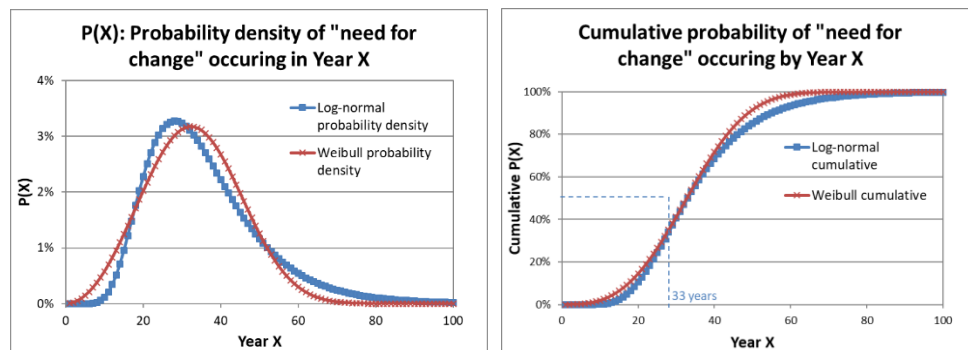 P(X): Probability density of "need for
change" occuring in Year X
4%
3%
2%
1%
0%
P(X)
Log-normal
probability density
Weibull probability
density
0 20 40 60 80 100
Year X
Cumulative probability of "need for
change" occuring by Year X
100%
80%
60%
40%
20%
0%
Cumulative P(X)
Log-normal
cumulative
Weibull cumulative
33 years
0 20 40 60 80 100
Year X